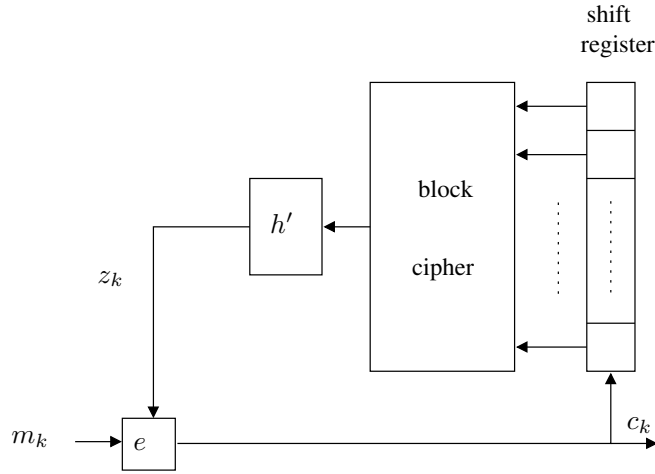 shift
register
block
cipher
h′
z_k
m_k
e
c_k